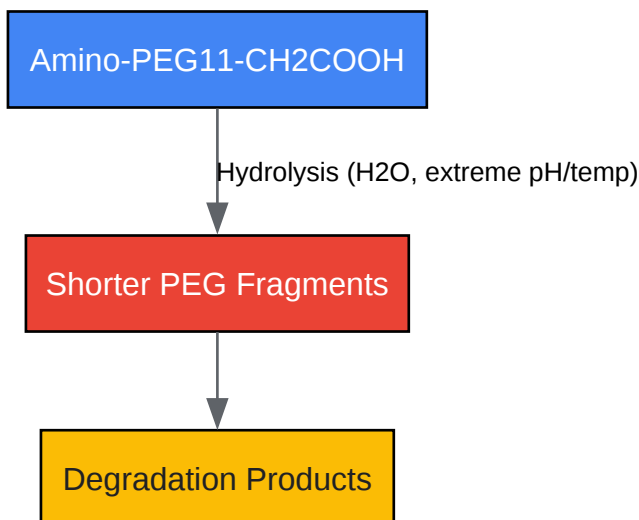 Amino-PEG11-CH2COOH
Hydrolysis (H2O, extreme pH/temp)
Shorter PEG Fragments
Degradation Products